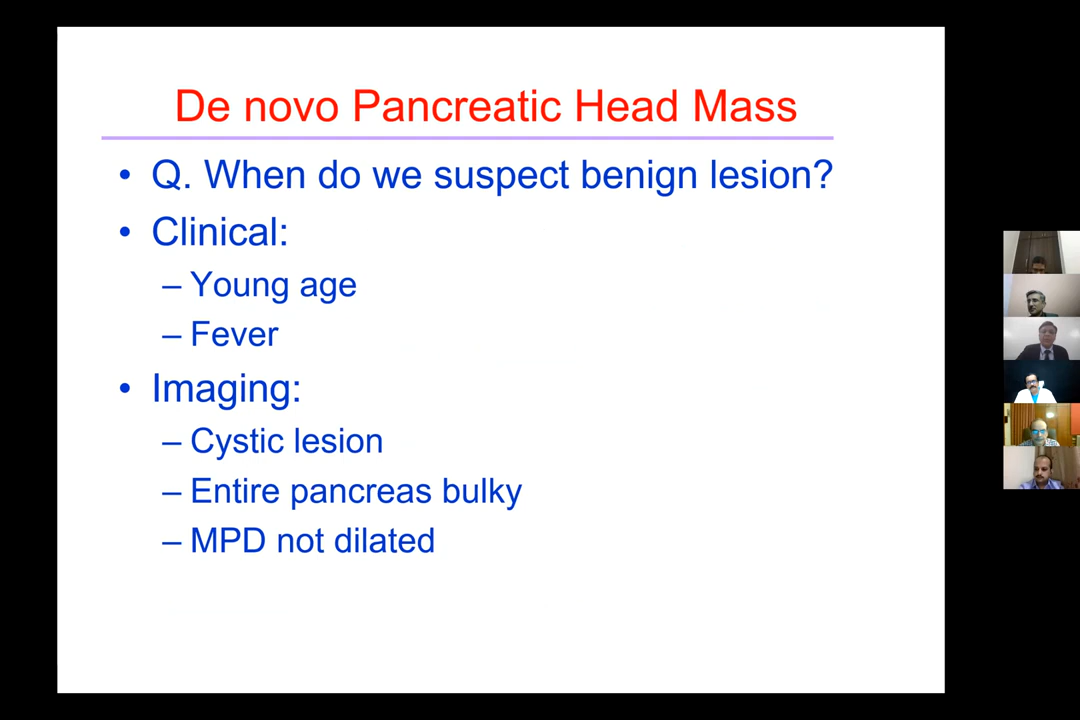 De novo Pancreatic Head Mass
• Q. When do we suspect benign lesion?
• Clinical:
– Young age
– Fever
• Imaging:
– Cystic lesion
– Entire pancreas bulky
– MPD not dilated